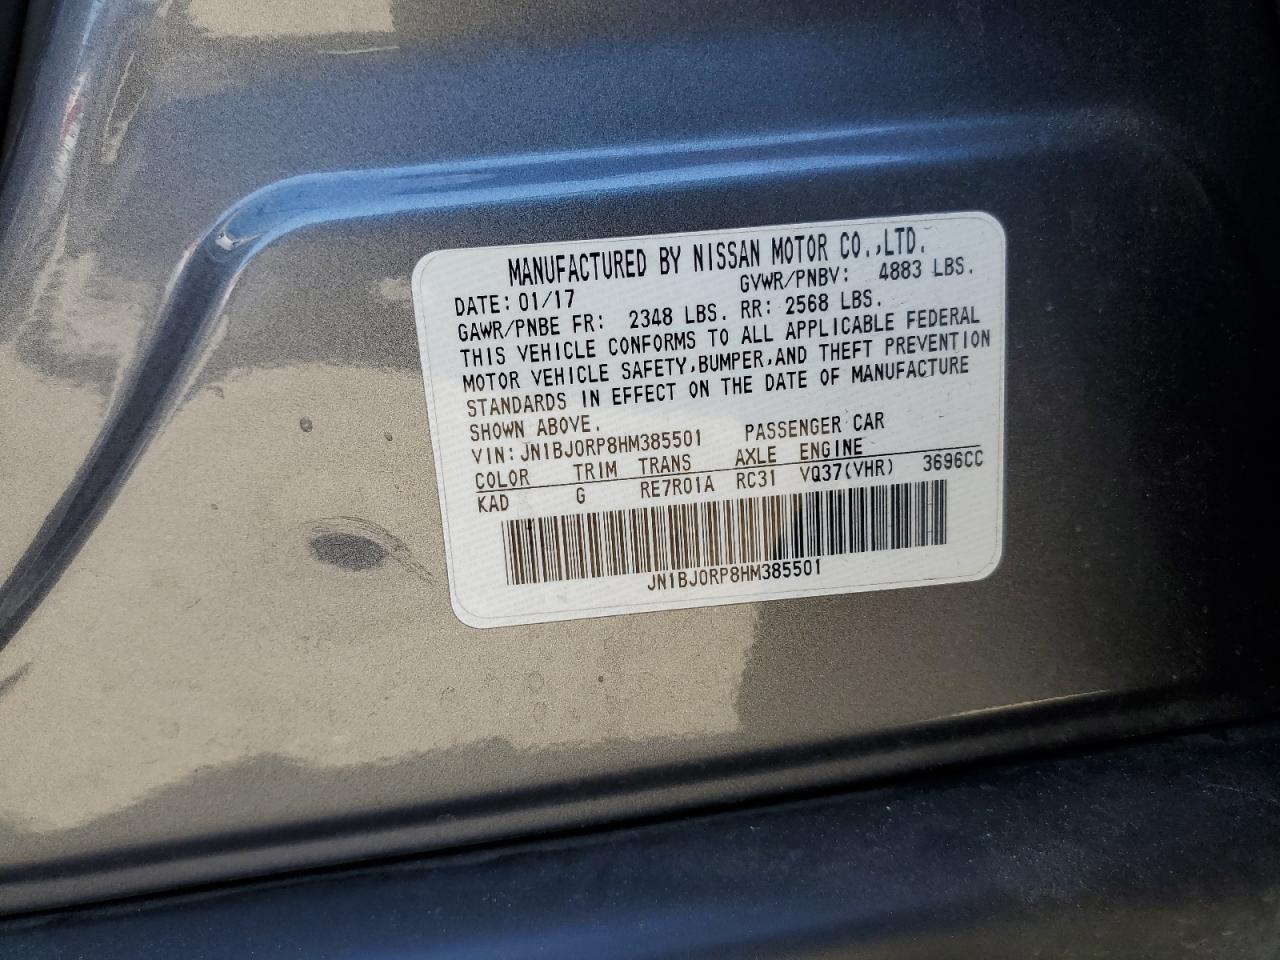 MANUFACTURED BY NISSAN MOTOR CO.,LTD.
DATE: 01/17 GVWR/PNBV: 4883 LBS.
GAWR/PNBE FR: 2348 LBS. RR: 2568 LBS.
THIS VEHICLE CONFORMS TO ALL APPLICABLE FEDERAL
MOTOR VEHICLE SAFETY,BUMPER,AND THEFT PREVENTION
STANDARDS IN EFFECT ON THE DATE OF MANUFACTURE
SHOWN ABOVE.
VIN: JN1BJ0RP8HM385501 PASSENGER CAR
COLOR TRIM TRANS AXLE ENGINE
KAD G RE7R01A RC31 VQ37(VHR) 3696CC
JN1BJ0RP8HM385501